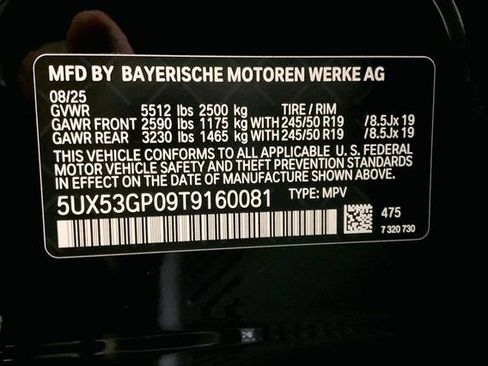 MFD BY BAYERISCHE MOTOREN WERKE AG
08/25
GVWR 5512 lbs 2500 kg TIRE / RIM
GAWR FRONT 2590 lbs 1175 kg WITH 245/50 R19 / 8.5Jx 19
GAWR REAR 3230 lbs 1465 kg WITH 245/50 R19 / 8.5Jx 19
THIS VEHICLE CONFORMS TO ALL APPLICABLE U. S. FEDERAL
MOTOR VEHICLE SAFETY AND THEFT PREVENTION STANDARDS
IN EFFECT ON THE DATE OF MANUFACTURE SHOWN ABOVE.
5UX53GP09T9160081 TYPE: MPV
475
7 320 730